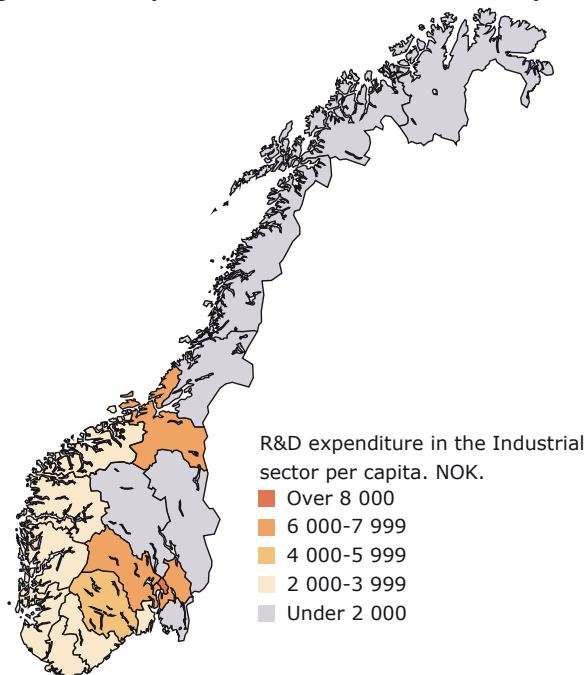 R&D expenditure in the Industrial
sector per capita. NOK.
Over 8 000
6 000-7 999
4 000-5 999
2 000-3 999
Under 2 000